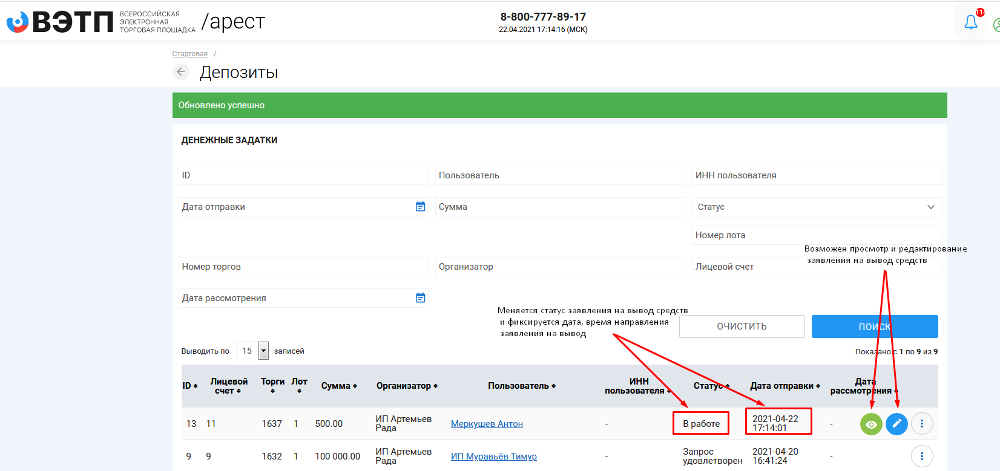 ВЭТП
ВСЕРОССИЙСКАЯ
ЭЛЕКТРОННАЯ
ТОРГОВАЯ ПЛОЩАДКА
/арест
8-800-777-89-17
22.04.2021 17:14:16 (МСК)
114
Стартовая /
Депозиты
Обновлено успешно
ДЕНЕЖНЫЕ ЗАДАТКИ
ID
Пользователь
ИНН пользователя
Дата отправки
Сумма
Статус
Номер лота
Возможен просмотр и редактирование
заявления на вывод средств
Номер торгов
Организатор
Лицевой счет
Дата рассмотрения
Меняется статус заявления на вывод средств
и фиксируется дата, время направления
заявления на вывод
ОЧИСТИТЬ
ПОИСК
Выводить по 15 записей
Показано с 1 по 9 из 9
ID Лицевой счет Торги Лот Сумма Организатор Пользователь ИНН пользователя Статус Дата отправки Дата рассмотрения
13 11 1637 1 500.00 ИП Артемьев Рада Меркушев Антон - В работе 2021-04-22 17:14:01 -
9 9 1632 1 100 000.00 ИП Артемьев Рада ИП Муравьёв Тимур - Запрос удовлетворен 2021-04-20 16:41:24 -